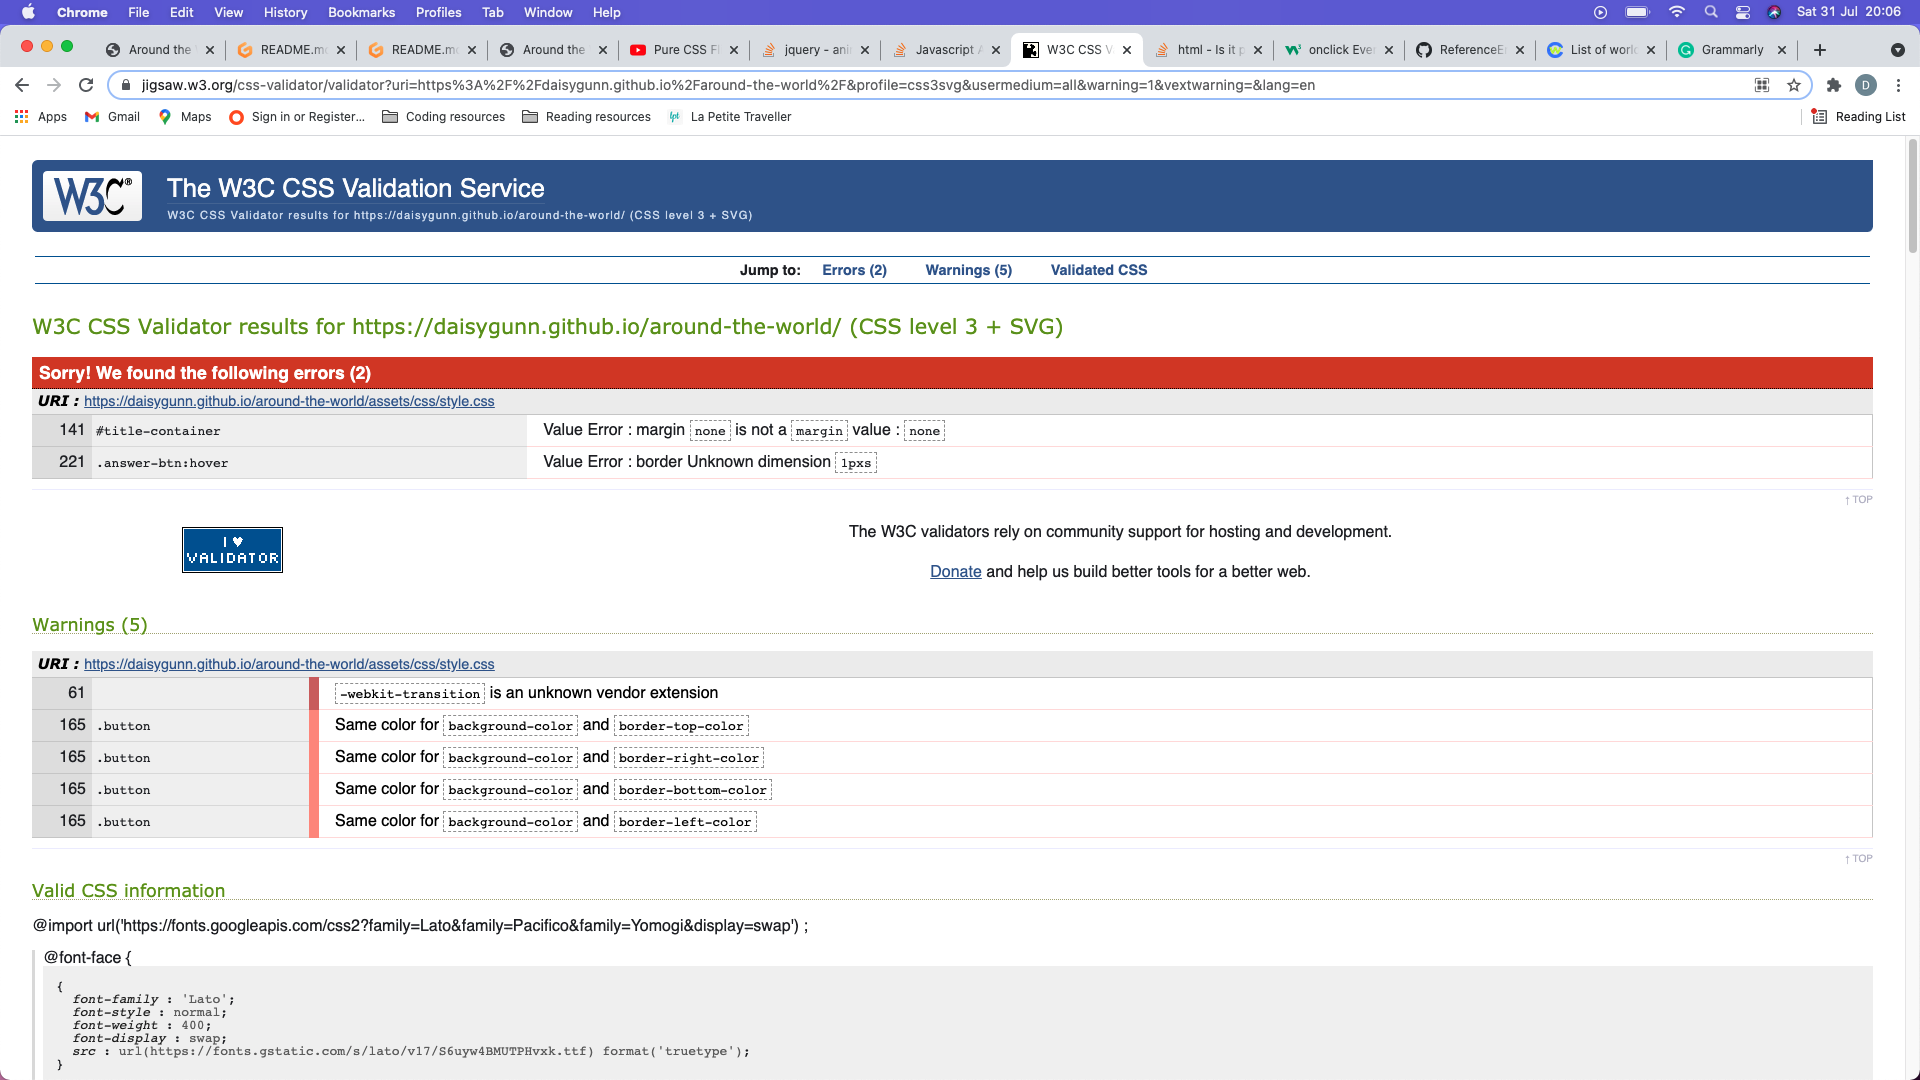 Chrome File Edit View History Bookmarks Profiles Tab Window Help Sat 31 Jul 20:06
Around the README.m README.m Around the Pure CSS F jquery - ani Javascript A W3C CSS V html - Is it p onclick Eve ReferenceE List of world Grammarly
jigsaw.w3.org/css-validator/validator?uri=https%3A%2F%2Fdaisygunn.github.io%2Faround-the-world%2F&profile=css3svg&usermedium=all&warning=1&vextwarning=&lang=en D
Apps Gmail Maps Sign in or Register... Coding resources Reading resources lpt La Petite Traveller Reading List
W3C® The W3C CSS Validation Service
W3C CSS Validator results for https://daisygunn.github.io/around-the-world/ (CSS level 3 + SVG)
Jump to: Errors (2) Warnings (5) Validated CSS
W3C CSS Validator results for https://daisygunn.github.io/around-the-world/ (CSS level 3 + SVG)
Sorry! We found the following errors (2)
URI : https://daisygunn.github.io/around-the-world/assets/css/style.css
141 #title-container Value Error : margin none is not a margin value : none
221 .answer-btn:hover Value Error : border Unknown dimension 1pxs
↑ TOP
I ♥ VALIDATOR
The W3C validators rely on community support for hosting and development.
Donate and help us build better tools for a better web.
Warnings (5)
URI : https://daisygunn.github.io/around-the-world/assets/css/style.css
61 -webkit-transition is an unknown vendor extension
165 .button Same color for background-color and border-top-color
165 .button Same color for background-color and border-right-color
165 .button Same color for background-color and border-bottom-color
165 .button Same color for background-color and border-left-color
↑ TOP
Valid CSS information
@import url('https://fonts.googleapis.com/css2?family=Lato&family=Pacifico&family=Yomogi&display=swap') ;
@font-face {
{
font-family : 'Lato';
font-style : normal;
font-weight : 400;
font-display : swap;
src : url(https://fonts.gstatic.com/s/lato/v17/S6uyw4BMUTPHvxk.ttf) format('truetype');
}